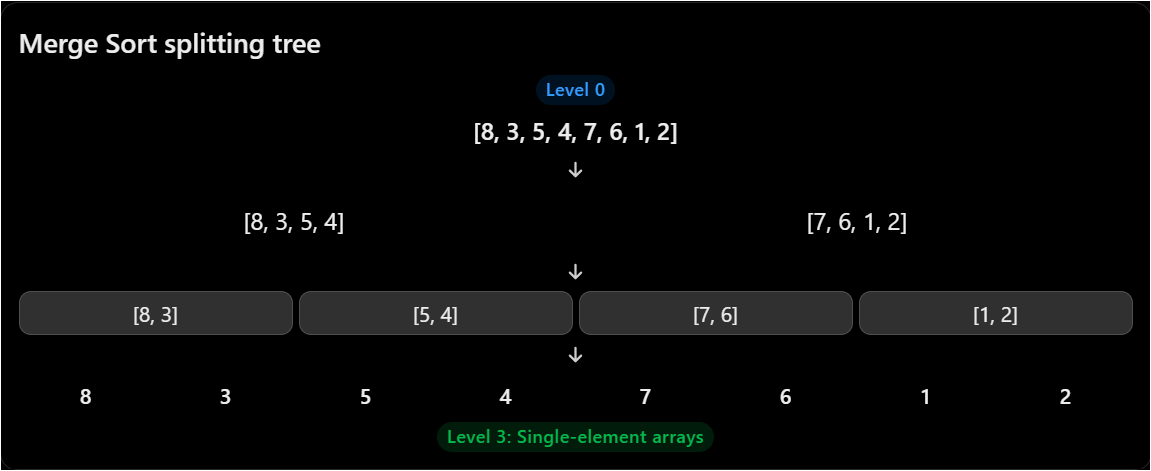 Merge Sort splitting tree
Level 0
[8, 3, 5, 4, 7, 6, 1, 2]
↓
[8, 3, 5, 4] [7, 6, 1, 2]
↓
[8, 3] [5, 4] [7, 6] [1, 2]
↓
8 3 5 4 7 6 1 2
Level 3: Single-element arrays